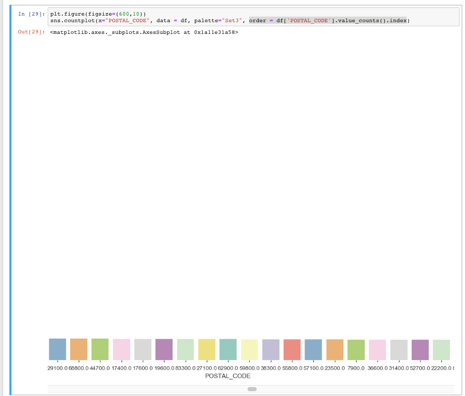 In [29]: plt.figure(figsize=(600,10))
sns.countplot(x="POSTAL_CODE", data = df, palette="Set3", order = df['POSTAL_CODE'].value_counts().index)
Out[29]: <matplotlib.axes._subplots.AxesSubplot at 0x1a11e31a58>
29100.0 68800.0 44700.0 17400.0 17600.0 19600.0 63300.0 27100.0 62900.0 59800.0 38300.0 55800.0 57100.0 23500.0 7900.0 36600.0 31400.0 52700.0 22200.0
POSTAL_CODE